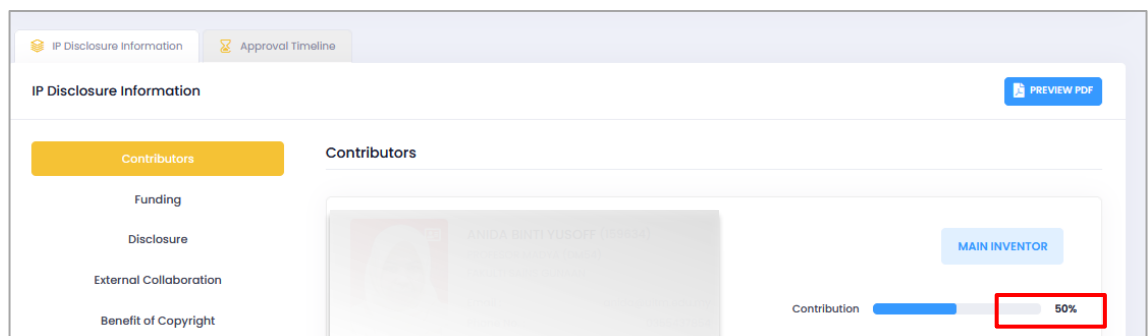 IP Disclosure Information
Approval Timeline
IP Disclosure Information
PREVIEW PDF
Contributors
Funding
Disclosure
External Collaboration
Benefit of Copyright
Contributors
MAIN INVENTOR
Contribution 50%